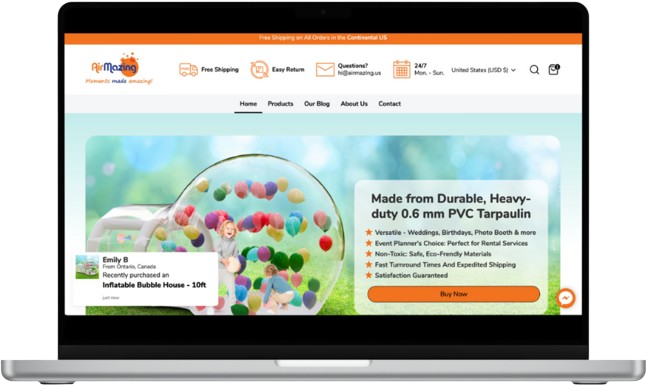 Free Shipping on All Orders in the Continental US
AirMazing
Moments made amazing!
Free Shipping
Easy Return
Questions?
hi@airmazing.us
24/7
Mon. - Sun.
United States (USD $)
Home
Products
Our Blog
About Us
Contact
Made from Durable, Heavy-
duty 0.6 mm PVC Tarpaulin
Versatile - Weddings, Birthdays, Photo Booth & more
Event Planner's Choice: Perfect for Rental Services
Non-Toxic: Safe, Eco-Frendly Materials
Fast Turnround Times And Expedited Shipping
Satisfaction Guaranteed
Buy Now
Emily B
From Ontario, Canada
Recently purchased an
Inflatable Bubble House - 10ft
just now